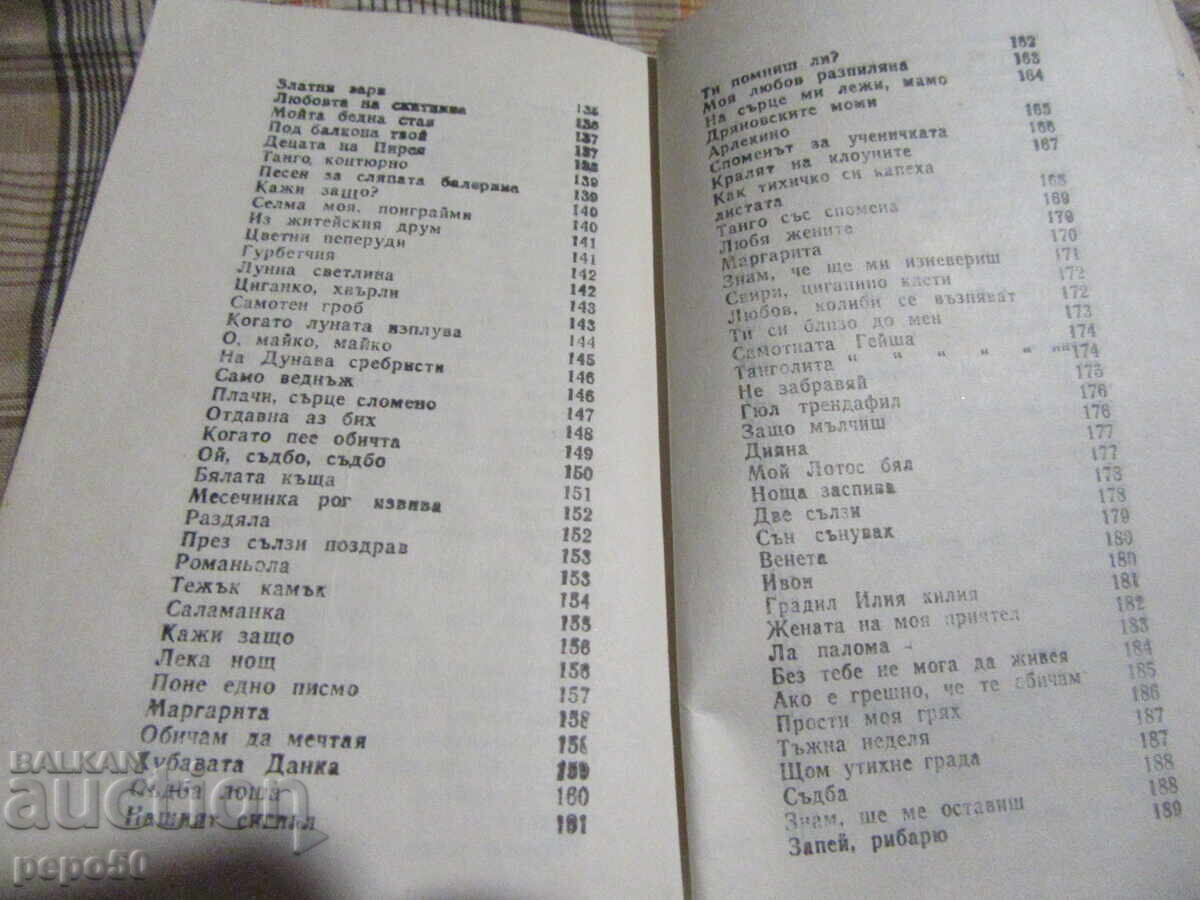 Златни зари
Любовта на скитника 135
Мойта бедна стая 136
Под балкона твой 137
Децата на Пирея 137
Танго, контюрно 138
Песен за сляпата балерина 139
Кажи защо? 139
Селма моя, поиграйми 140
Из житейския друм 140
Цветни пеперуди 141
Гурбетчия 141
Лунна светлина 142
Циганко, хвърли 142
Самотен гроб 143
Когато луната изплува 143
О, майко, майко 144
На Дунава сребристи 145
Само веднъж 146
Плачи, сърце сломено 146
Отдавна аз бих 147
Когато пее обичта 148
Ой, съдбо, съдбо 149
Бялата къща 150
Месечинка рог извива 151
Раздяла 152
През сълзи поздрав 152
Романьола 153
Тежък камък 153
Саламанка 154
Кажи защо 155
Лека нощ 156
Поне едно писмо 156
Маргарита 157
Обичам да мечтая 158
Хубавата Данка 158
Съдба лоша 159
Нашият сигнал 160
161
Ти помниш ли? 162
Моя любов разпиляна 163
На сърце ми лежи, мамо 164
Дряновските моми
Арлекино 165
Споменът за ученичката 166
Кралят на клоуните 167
Как тихичко си капеха
листата 168
Танго със спомена 169
Любя жените 170
Маргарита 170
Знам, че ще ми изневериш 171
Свири, циганино клети 172
Любов, колиби се възпяват 172
Ти си близо до мен 173
Самотната Гейша 174
Танголита “ “ “ “ “ "" 174
Не забравяй 175
Гюл трендафил 176
Защо мълчиш 176
Дияна 177
Мой Лотос бял 177
Ноща заспива 173
Две сълзи 178
Сън сънувах 179
Венета 180
Ивон 180
Градил Илия килия 181
Жената на моя приятел 182
Ла палома 183
Без тебе не мога да живея 184
Ако е грешно, че те обичам 185
Прости моя грях 186
Тъжна неделя 187
Щом утихне града 187
Съдба 188
Знам, ще ме оставиш 188
Запей, рибарю 189
BALKAN
auction
pepo50